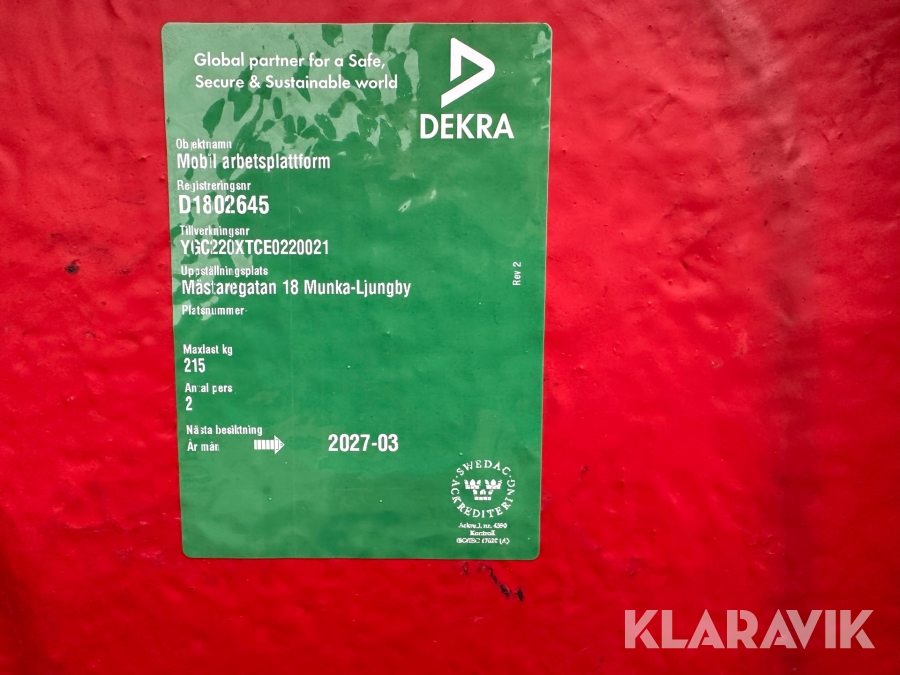 Global partner for a Safe,
Secure & Sustainable world
DEKRA
Objektnamn
Mobil arbetsplattform
Registreringsnr
D1802645
Tillverkningsnr
YGC220XTCE0220021
Uppställningsplats
Mästaregatan 18 Munka-Ljungby
Platsnummer
Rev 2
Maxlast kg
215
Antal pers
2
Nästa besiktning
År mån
2027-03
SWEDAC
ACKREDITERING
Kontroll
KLARAVIK